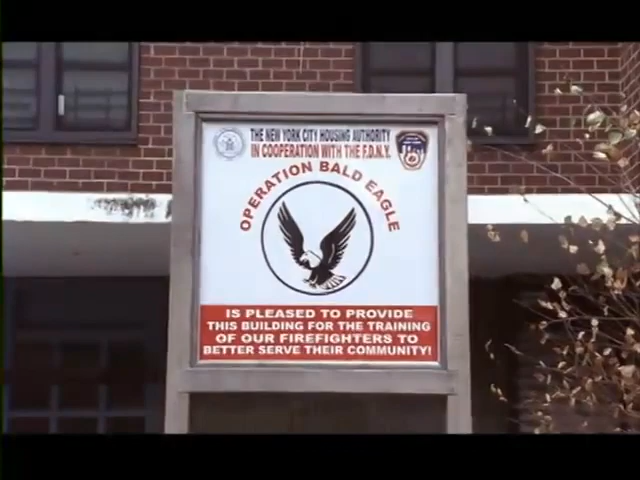 THE NEW YORK CITY HOUSING AUTHORITY
IN COOPERATION WITH THE F.D.N.Y.
OPERATION BALD EAGLE
IS PLEASED TO PROVIDE
THIS BUILDING FOR THE TRAINING
OF OUR FIREFIGHTERS TO
BETTER SERVE THEIR COMMUNITY!